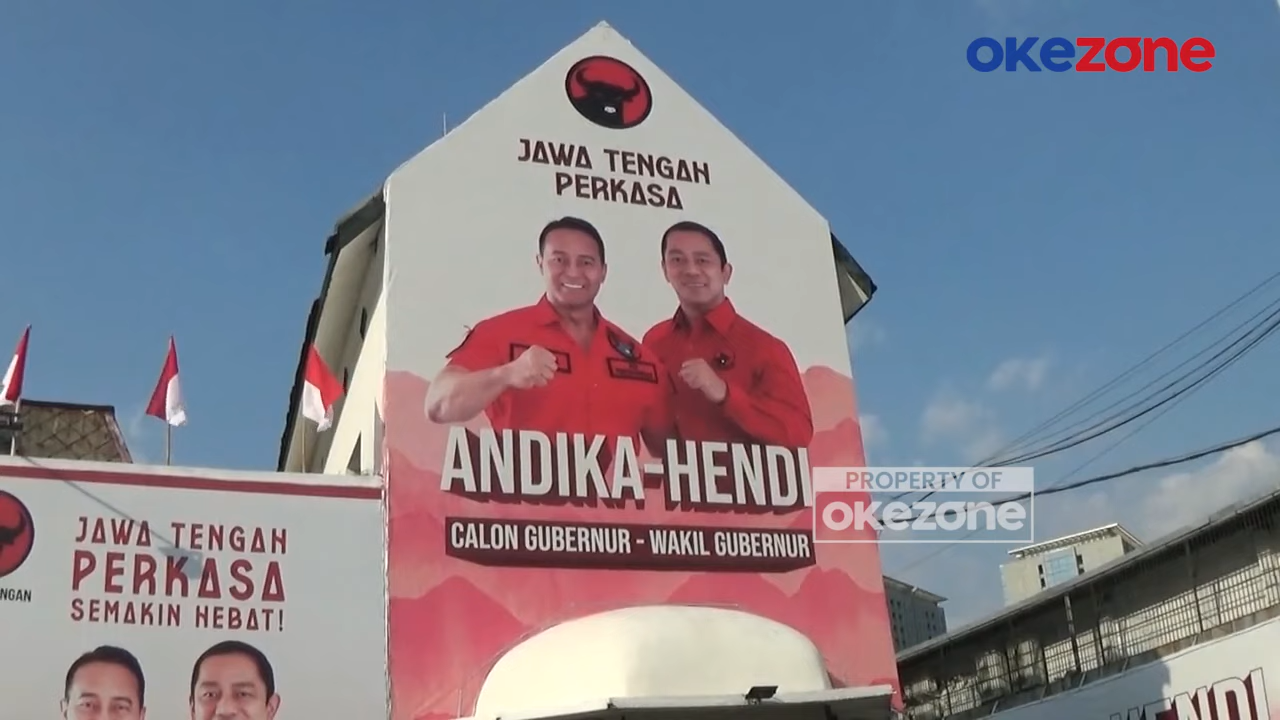 okezone
JAWA TENGAH
PERKASA
ANDIKA-HENDI
CALON GUBERNUR - WAKIL GUBERNUR
PROPERTY OF
okezone
JAWA TENGAH
PERKASA
SEMAKIN HEBAT!
NGAN
HENDI